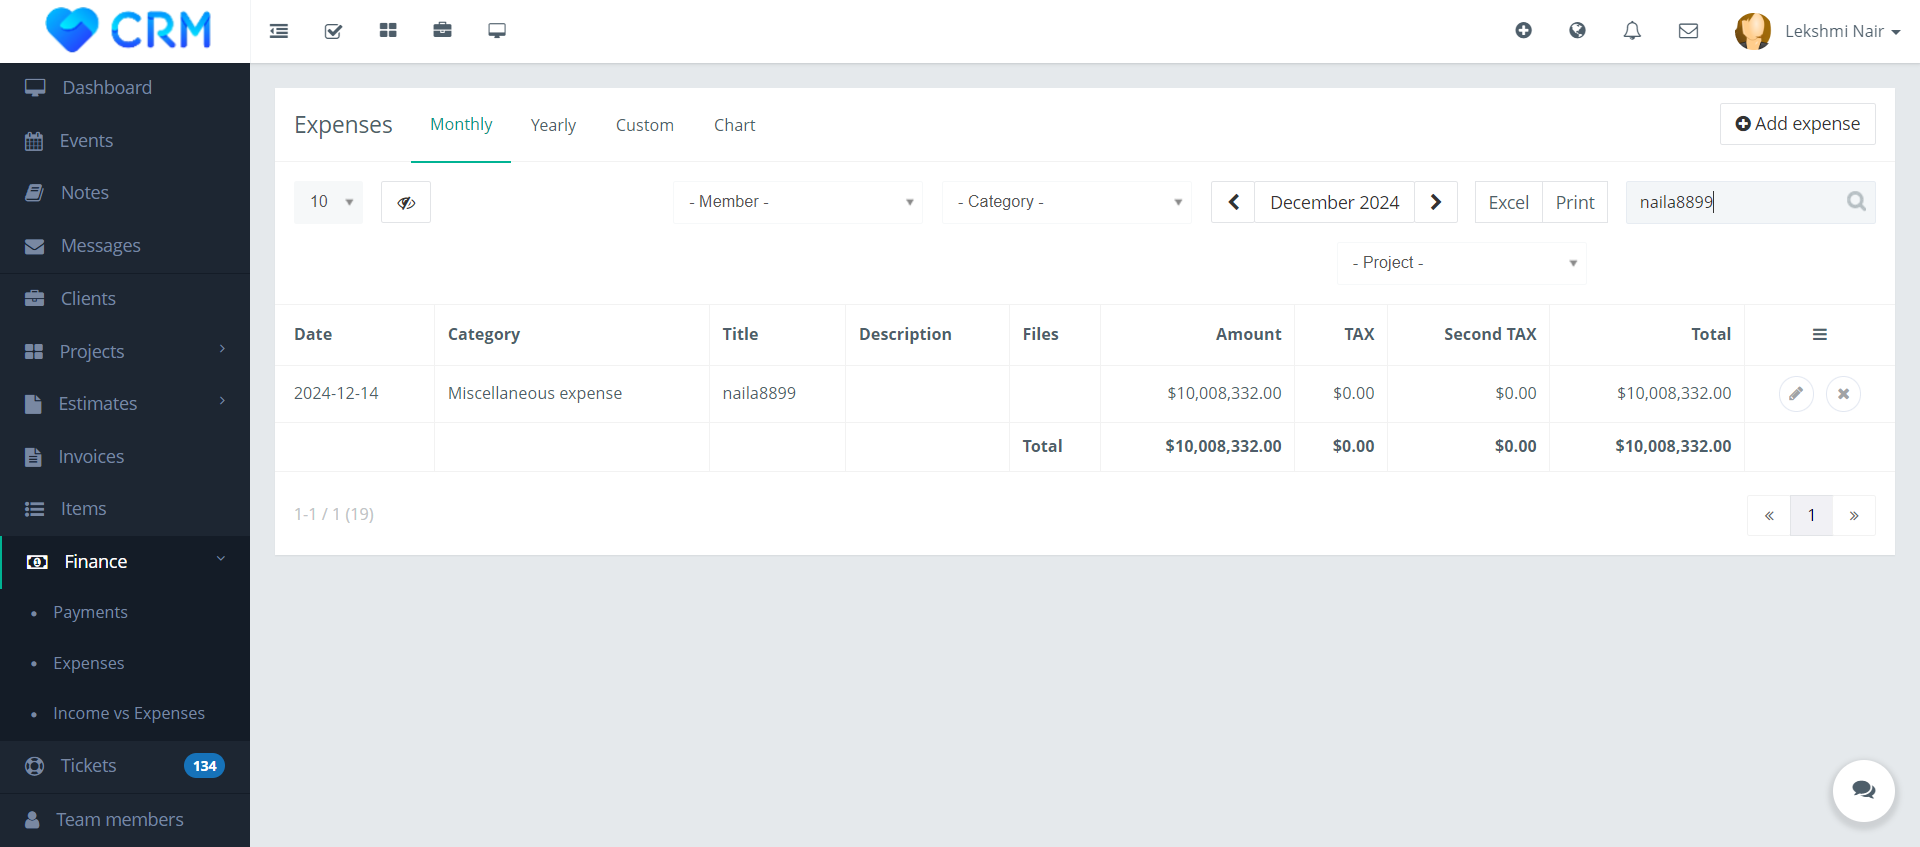 CRM
Lekshmi Nair
Dashboard
Events
Notes
Messages
Clients
Projects
Estimates
Invoices
Items
Finance
Payments
Expenses
Income vs Expenses
Tickets 134
Team members
Expenses Monthly Yearly Custom Chart Add expense
10 - Member - - Category - December 2024 Excel Print naila8899
- Project -
Date Category Title Description Files Amount TAX Second TAX Total
2024-12-14 Miscellaneous expense naila8899 $10,008,332.00 $0.00 $0.00 $10,008,332.00
Total $10,008,332.00 $0.00 $0.00 $10,008,332.00
1-1 / 1 (19) « 1 »